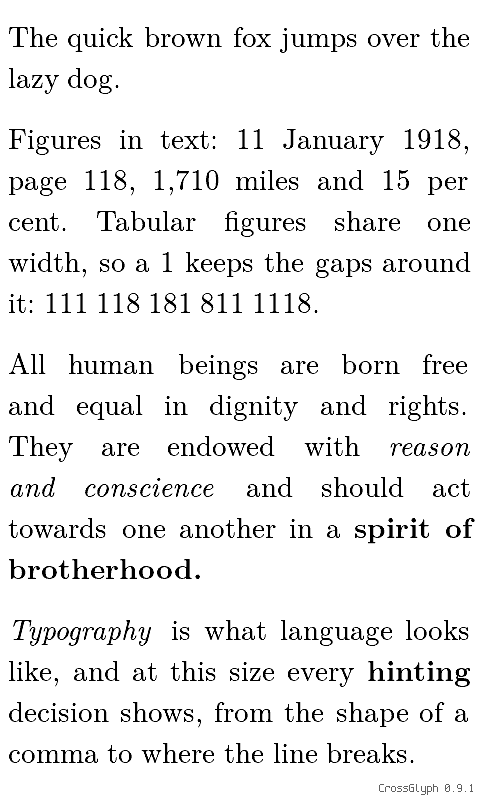 The quick brown fox jumps over the
lazy dog.
Figures in text: 11 January 1918,
page 118, 1,710 miles and 15 per
cent. Tabular figures share one
width, so a 1 keeps the gaps around
it: 111 118 181 811 1118.
All human beings are born free
and equal in dignity and rights.
They are endowed with reason
and conscience and should act
towards one another in a spirit of
brotherhood.
Typography is what language looks
like, and at this size every hinting
decision shows, from the shape of a
comma to where the line breaks.
CrossGlyph 0.9.1